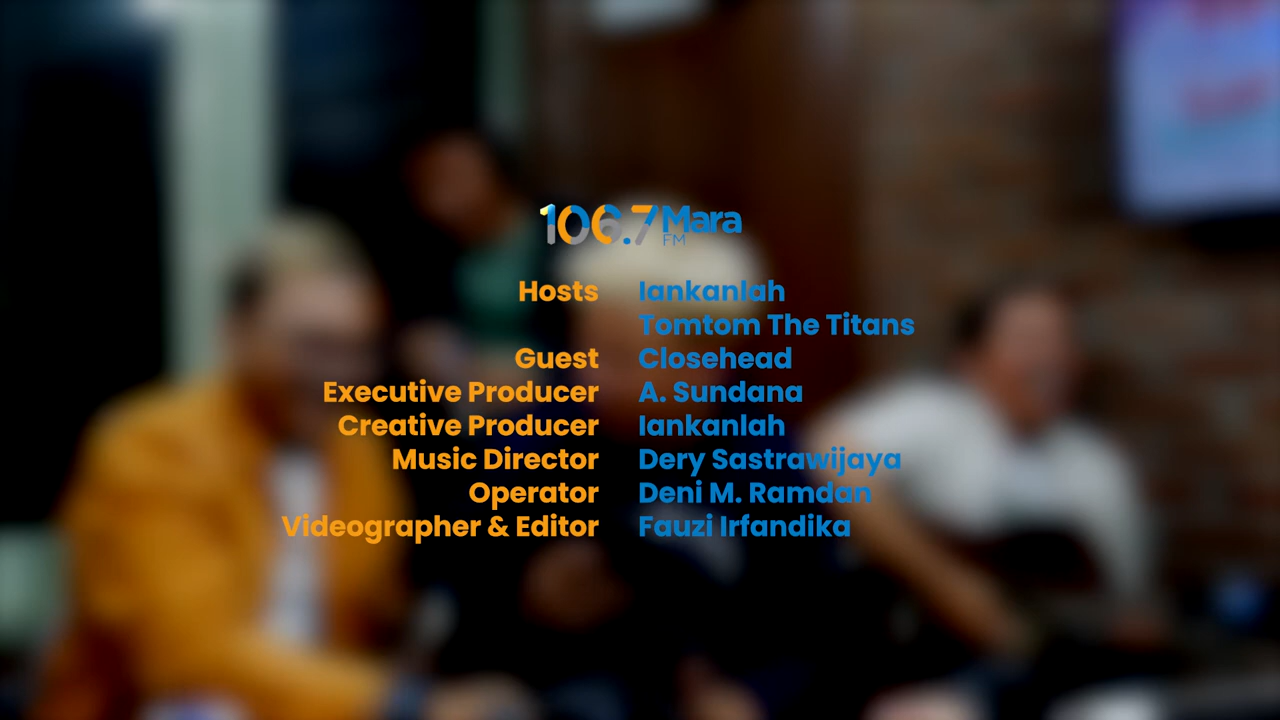 106.7 Mara
FM
Hosts Iankanlah
Tomtom The Titans
Guest Closehead
Executive Producer A. Sundana
Creative Producer Iankanlah
Music Director Dery Sastrawijaya
Operator Deni M. Ramdan
Videographer & Editor Fauzi Irfandika